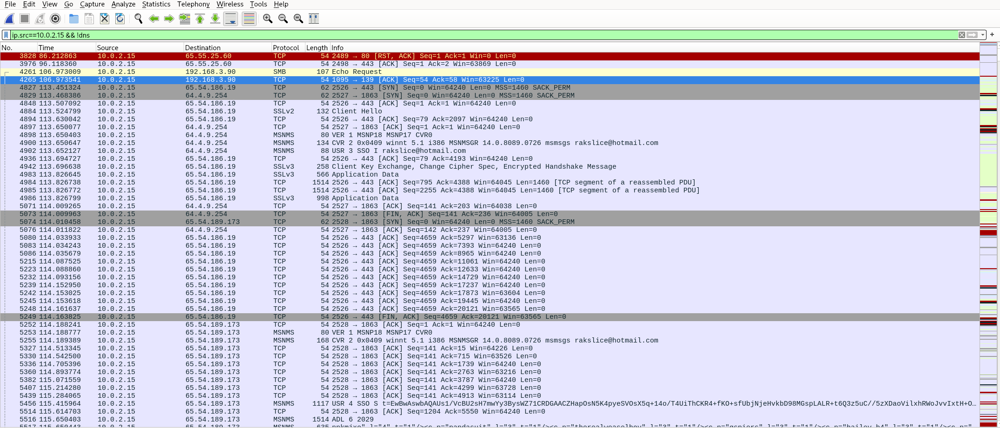 File Edit View Go Capture Analyze Statistics Telephony Wireless Tools Help
ip.src==10.0.2.15 && !dns
No. Time Source Destination Protocol Length Info
3828 86.212863 10.0.2.15 65.55.25.60 TCP 54 2489 → 80 [RST, ACK] Seq=1 Ack=1 Win=0 Len=0
3976 96.118360 10.0.2.15 65.55.25.60 TCP 54 2498 → 443 [ACK] Seq=1 Ack=2 Win=63869 Len=0
4261 106.973009 10.0.2.15 192.168.3.90 SMB 107 Echo Request
4265 106.973541 10.0.2.15 192.168.3.90 TCP 54 1095 → 139 [ACK] Seq=54 Ack=58 Win=63225 Len=0
4827 113.451324 10.0.2.15 65.54.186.19 TCP 62 2526 → 443 [SYN] Seq=0 Win=64240 Len=0 MSS=1460 SACK_PERM
4829 113.468386 10.0.2.15 64.4.9.254 TCP 62 2527 → 1863 [SYN] Seq=0 Win=64240 Len=0 MSS=1460 SACK_PERM
4848 113.507092 10.0.2.15 65.54.186.19 TCP 54 2526 → 443 [ACK] Seq=1 Ack=1 Win=64240 Len=0
4884 113.524799 10.0.2.15 65.54.186.19 SSLv2 132 Client Hello
4894 113.630042 10.0.2.15 65.54.186.19 TCP 54 2526 → 443 [ACK] Seq=79 Ack=2097 Win=64240 Len=0
4897 113.650077 10.0.2.15 64.4.9.254 TCP 54 2527 → 1863 [ACK] Seq=1 Ack=1 Win=64240 Len=0
4898 113.650403 10.0.2.15 64.4.9.254 MSNMS 80 VER 1 MSNP18 MSNP17 CVR0
4900 113.650647 10.0.2.15 64.4.9.254 MSNMS 134 CVR 2 0x0409 winnt 5.1 i386 MSNMSGR 14.0.8089.0726 msmsgs rakslice@hotmail.com
4902 113.652127 10.0.2.15 64.4.9.254 MSNMS 88 USR 3 SSO I rakslice@hotmail.com
4936 113.694727 10.0.2.15 65.54.186.19 TCP 54 2526 → 443 [ACK] Seq=79 Ack=4193 Win=64240 Len=0
4942 113.696638 10.0.2.15 65.54.186.19 SSLv3 258 Client Key Exchange, Change Cipher Spec, Encrypted Handshake Message
4983 113.826645 10.0.2.15 65.54.186.19 SSLv3 566 Application Data
4984 113.826738 10.0.2.15 65.54.186.19 TCP 1514 2526 → 443 [ACK] Seq=795 Ack=4388 Win=64045 Len=1460 [TCP segment of a reassembled PDU]
4985 113.826772 10.0.2.15 65.54.186.19 TCP 1514 2526 → 443 [ACK] Seq=2255 Ack=4388 Win=64045 Len=1460 [TCP segment of a reassembled PDU]
4986 113.826799 10.0.2.15 65.54.186.19 SSLv3 998 Application Data
5071 114.009265 10.0.2.15 64.4.9.254 TCP 54 2527 → 1863 [ACK] Seq=141 Ack=203 Win=64038 Len=0
5073 114.009963 10.0.2.15 64.4.9.254 TCP 54 2527 → 1863 [FIN, ACK] Seq=141 Ack=236 Win=64005 Len=0
5074 114.010458 10.0.2.15 65.54.189.173 TCP 62 2528 → 1863 [SYN] Seq=0 Win=64240 Len=0 MSS=1460 SACK_PERM
5076 114.011822 10.0.2.15 64.4.9.254 TCP 54 2527 → 1863 [ACK] Seq=142 Ack=237 Win=64005 Len=0
5080 114.033933 10.0.2.15 65.54.186.19 TCP 54 2526 → 443 [ACK] Seq=4659 Ack=5297 Win=63136 Len=0
5083 114.034243 10.0.2.15 65.54.186.19 TCP 54 2526 → 443 [ACK] Seq=4659 Ack=7393 Win=64240 Len=0
5086 114.035679 10.0.2.15 65.54.186.19 TCP 54 2526 → 443 [ACK] Seq=4659 Ack=8965 Win=64240 Len=0
5215 114.087525 10.0.2.15 65.54.186.19 TCP 54 2526 → 443 [ACK] Seq=4659 Ack=11061 Win=64240 Len=0
5223 114.088860 10.0.2.15 65.54.186.19 TCP 54 2526 → 443 [ACK] Seq=4659 Ack=12633 Win=64240 Len=0
5232 114.093156 10.0.2.15 65.54.186.19 TCP 54 2526 → 443 [ACK] Seq=4659 Ack=14729 Win=64240 Len=0
5239 114.152950 10.0.2.15 65.54.186.19 TCP 54 2526 → 443 [ACK] Seq=4659 Ack=17237 Win=64240 Len=0
5242 114.153025 10.0.2.15 65.54.186.19 TCP 54 2526 → 443 [ACK] Seq=4659 Ack=17873 Win=63604 Len=0
5245 114.153618 10.0.2.15 65.54.186.19 TCP 54 2526 → 443 [ACK] Seq=4659 Ack=19445 Win=64240 Len=0
5248 114.161637 10.0.2.15 65.54.186.19 TCP 54 2526 → 443 [ACK] Seq=4659 Ack=20121 Win=63565 Len=0
5249 114.163825 10.0.2.15 65.54.186.19 TCP 54 2526 → 443 [FIN, ACK] Seq=4659 Ack=20121 Win=63565 Len=0
5252 114.188241 10.0.2.15 65.54.189.173 TCP 54 2528 → 1863 [ACK] Seq=1 Ack=1 Win=64240 Len=0
5253 114.188777 10.0.2.15 65.54.189.173 MSNMS 80 VER 1 MSNP18 MSNP17 CVR0
5255 114.189389 10.0.2.15 65.54.189.173 MSNMS 168 CVR 2 0x0409 winnt 5.1 i386 MSNMSGR 14.0.8089.0726 msmsgs rakslice@hotmail.com
5327 114.513345 10.0.2.15 65.54.189.173 TCP 54 2528 → 1863 [ACK] Seq=141 Ack=15 Win=64226 Len=0
5330 114.542500 10.0.2.15 65.54.189.173 TCP 54 2528 → 1863 [ACK] Seq=141 Ack=715 Win=63526 Len=0
5336 114.705396 10.0.2.15 65.54.189.173 TCP 54 2528 → 1863 [ACK] Seq=141 Ack=1739 Win=64240 Len=0
5360 114.893774 10.0.2.15 65.54.189.173 TCP 54 2528 → 1863 [ACK] Seq=141 Ack=2763 Win=63216 Len=0
5382 115.071559 10.0.2.15 65.54.189.173 TCP 54 2528 → 1863 [ACK] Seq=141 Ack=3787 Win=64240 Len=0
5407 115.214280 10.0.2.15 65.54.189.173 TCP 54 2528 → 1863 [ACK] Seq=141 Ack=4299 Win=63728 Len=0
5439 115.284065 10.0.2.15 65.54.189.173 TCP 54 2528 → 1863 [ACK] Seq=141 Ack=4913 Win=63114 Len=0
5456 115.415964 10.0.2.15 65.54.189.173 MSNMS 1117 USR 4 SSO S t=EwBwAswbAQAUs1/VcBU2sH7mwYy3BysWZ71CRDGAACZHapOsN5K4pyeSVOsX5q+14o/T4UiThCKR4+fKO+sfUbjNjeHvkbD98MGspLALR+t6Q3z5uC//5zXDaoVilxhRWoJvvIxtH+O…
5514 115.614703 10.0.2.15 65.54.189.173 TCP 54 2528 → 1863 [ACK] Seq=1204 Ack=5550 Win=64240 Len=0
5516 115.650403 10.0.2.15 65.54.189.173 MSNMS 1514 ADL 6 2029
5517 115.650443 10.0.2.15 65.54.189.173 MSNMS 635